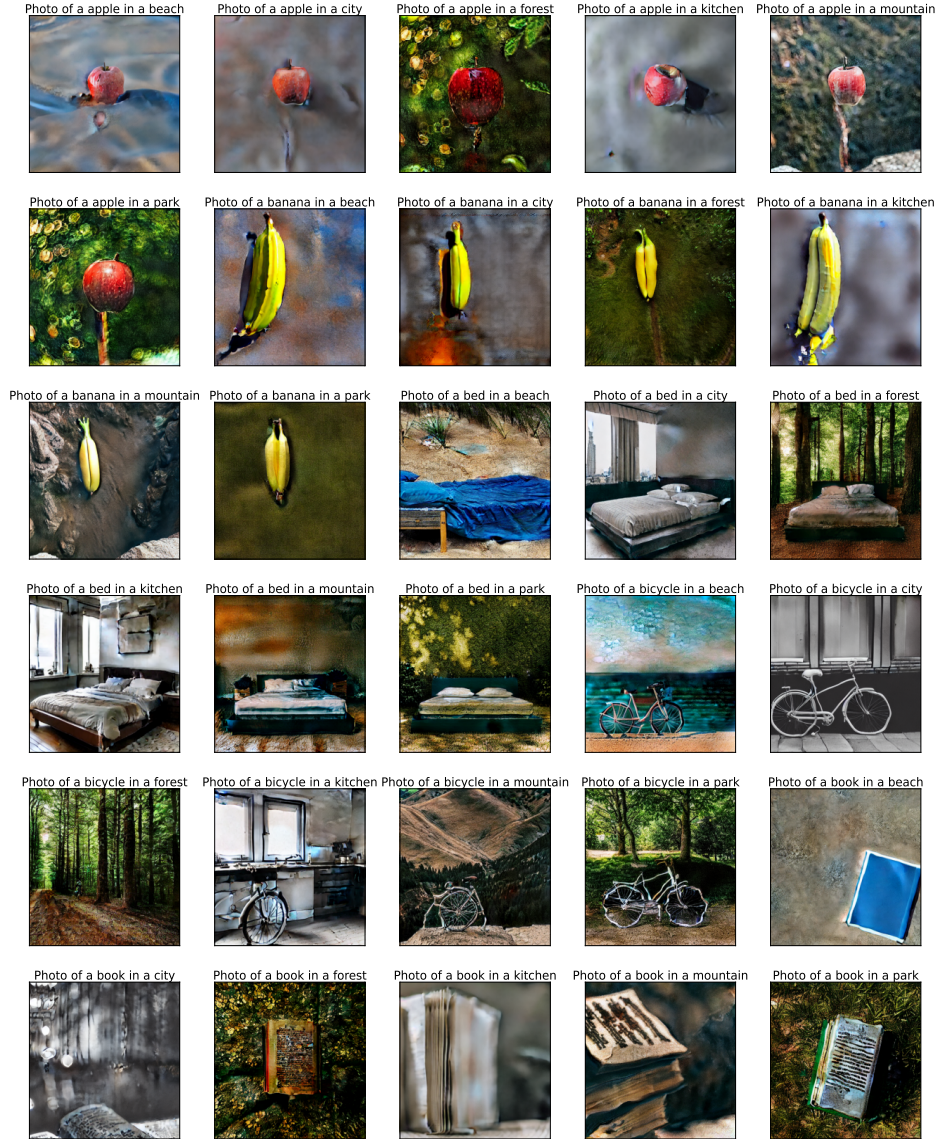 Photo of a apple in a beach
Photo of a apple in a city
Photo of a apple in a forest
Photo of a apple in a kitchen
Photo of a apple in a mountain
Photo of a apple in a park
Photo of a banana in a beach
Photo of a banana in a city
Photo of a banana in a forest
Photo of a banana in a kitchen
Photo of a banana in a mountain
Photo of a banana in a park
Photo of a bed in a beach
Photo of a bed in a city
Photo of a bed in a forest
Photo of a bed in a kitchen
Photo of a bed in a mountain
Photo of a bed in a park
Photo of a bicycle in a beach
Photo of a bicycle in a city
Photo of a bicycle in a forest
Photo of a bicycle in a kitchen
Photo of a bicycle in a mountain
Photo of a bicycle in a park
Photo of a book in a beach
Photo of a book in a city
Photo of a book in a forest
Photo of a book in a kitchen
Photo of a book in a mountain
Photo of a book in a park